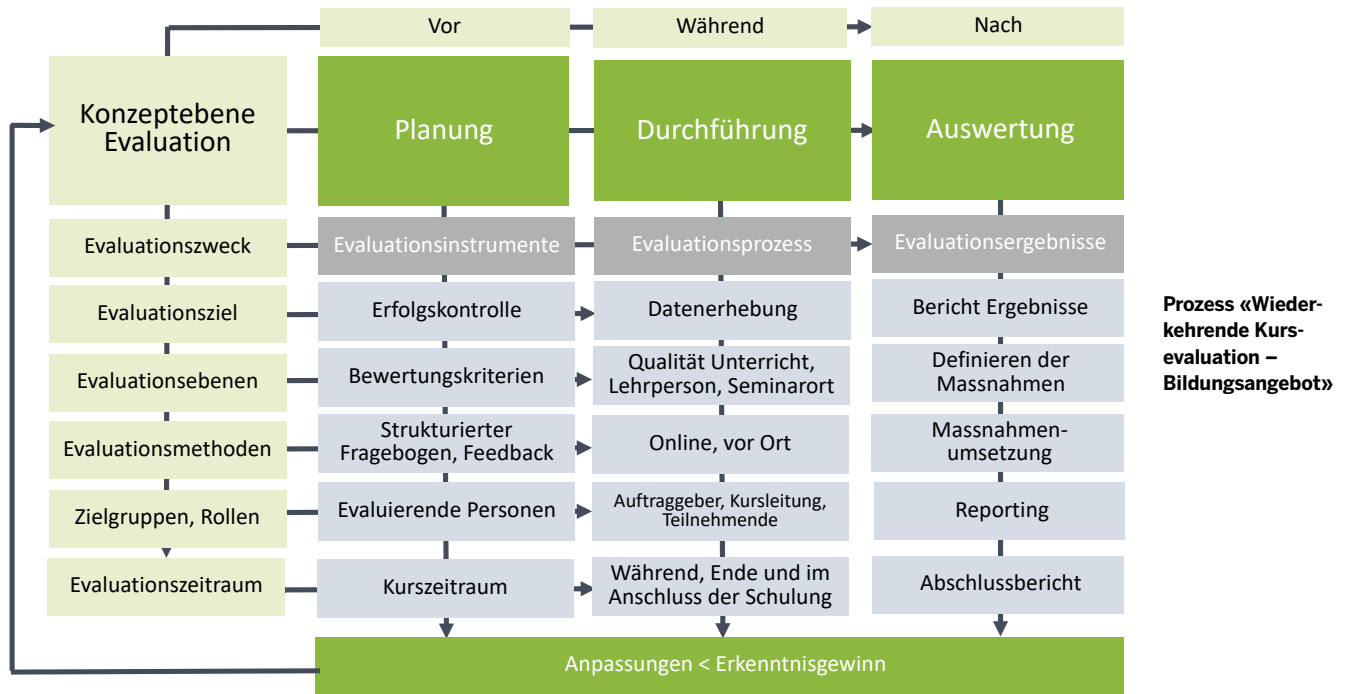 Vor
Während
Nach
Konzeptebene
Evaluation
Planung
Durchführung
Auswertung
Evaluationszweck
Evaluationsinstrumente
Evaluationsprozess
Evaluationsergebnisse
Evaluationsziel
Erfolgskontrolle
Datenerhebung
Bericht Ergebnisse
Evaluationsebenen
Bewertungskriterien
Qualität Unterricht,
Lehrperson, Seminarort
Definieren der
Massnahmen
Evaluationsmethoden
Strukturierter
Fragebogen, Feedback
Online, vor Ort
Massnahmen-
umsetzung
Zielgruppen, Rollen
Evaluierende Personen
Auftraggeber, Kursleitung,
Teilnehmende
Reporting
Evaluationszeitraum
Kurszeitraum
Während, Ende und im
Anschluss der Schulung
Abschlussbericht
Anpassungen < Erkenntnisgewinn
Prozess «Wieder-
kehrende Kurs-
evaluation –
Bildungsangebot»